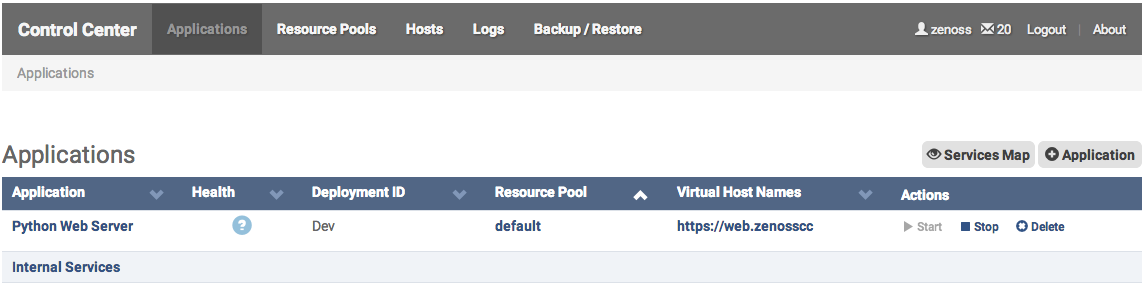 Control Center Applications Resource Pools Hosts Logs Backup / Restore zenoss 20 Logout | About
Applications
Applications Services Map Application
Application Health Deployment ID Resource Pool Virtual Host Names Actions
Python Web Server ? Dev default https://web.zenosscc Start Stop Delete
Internal Services